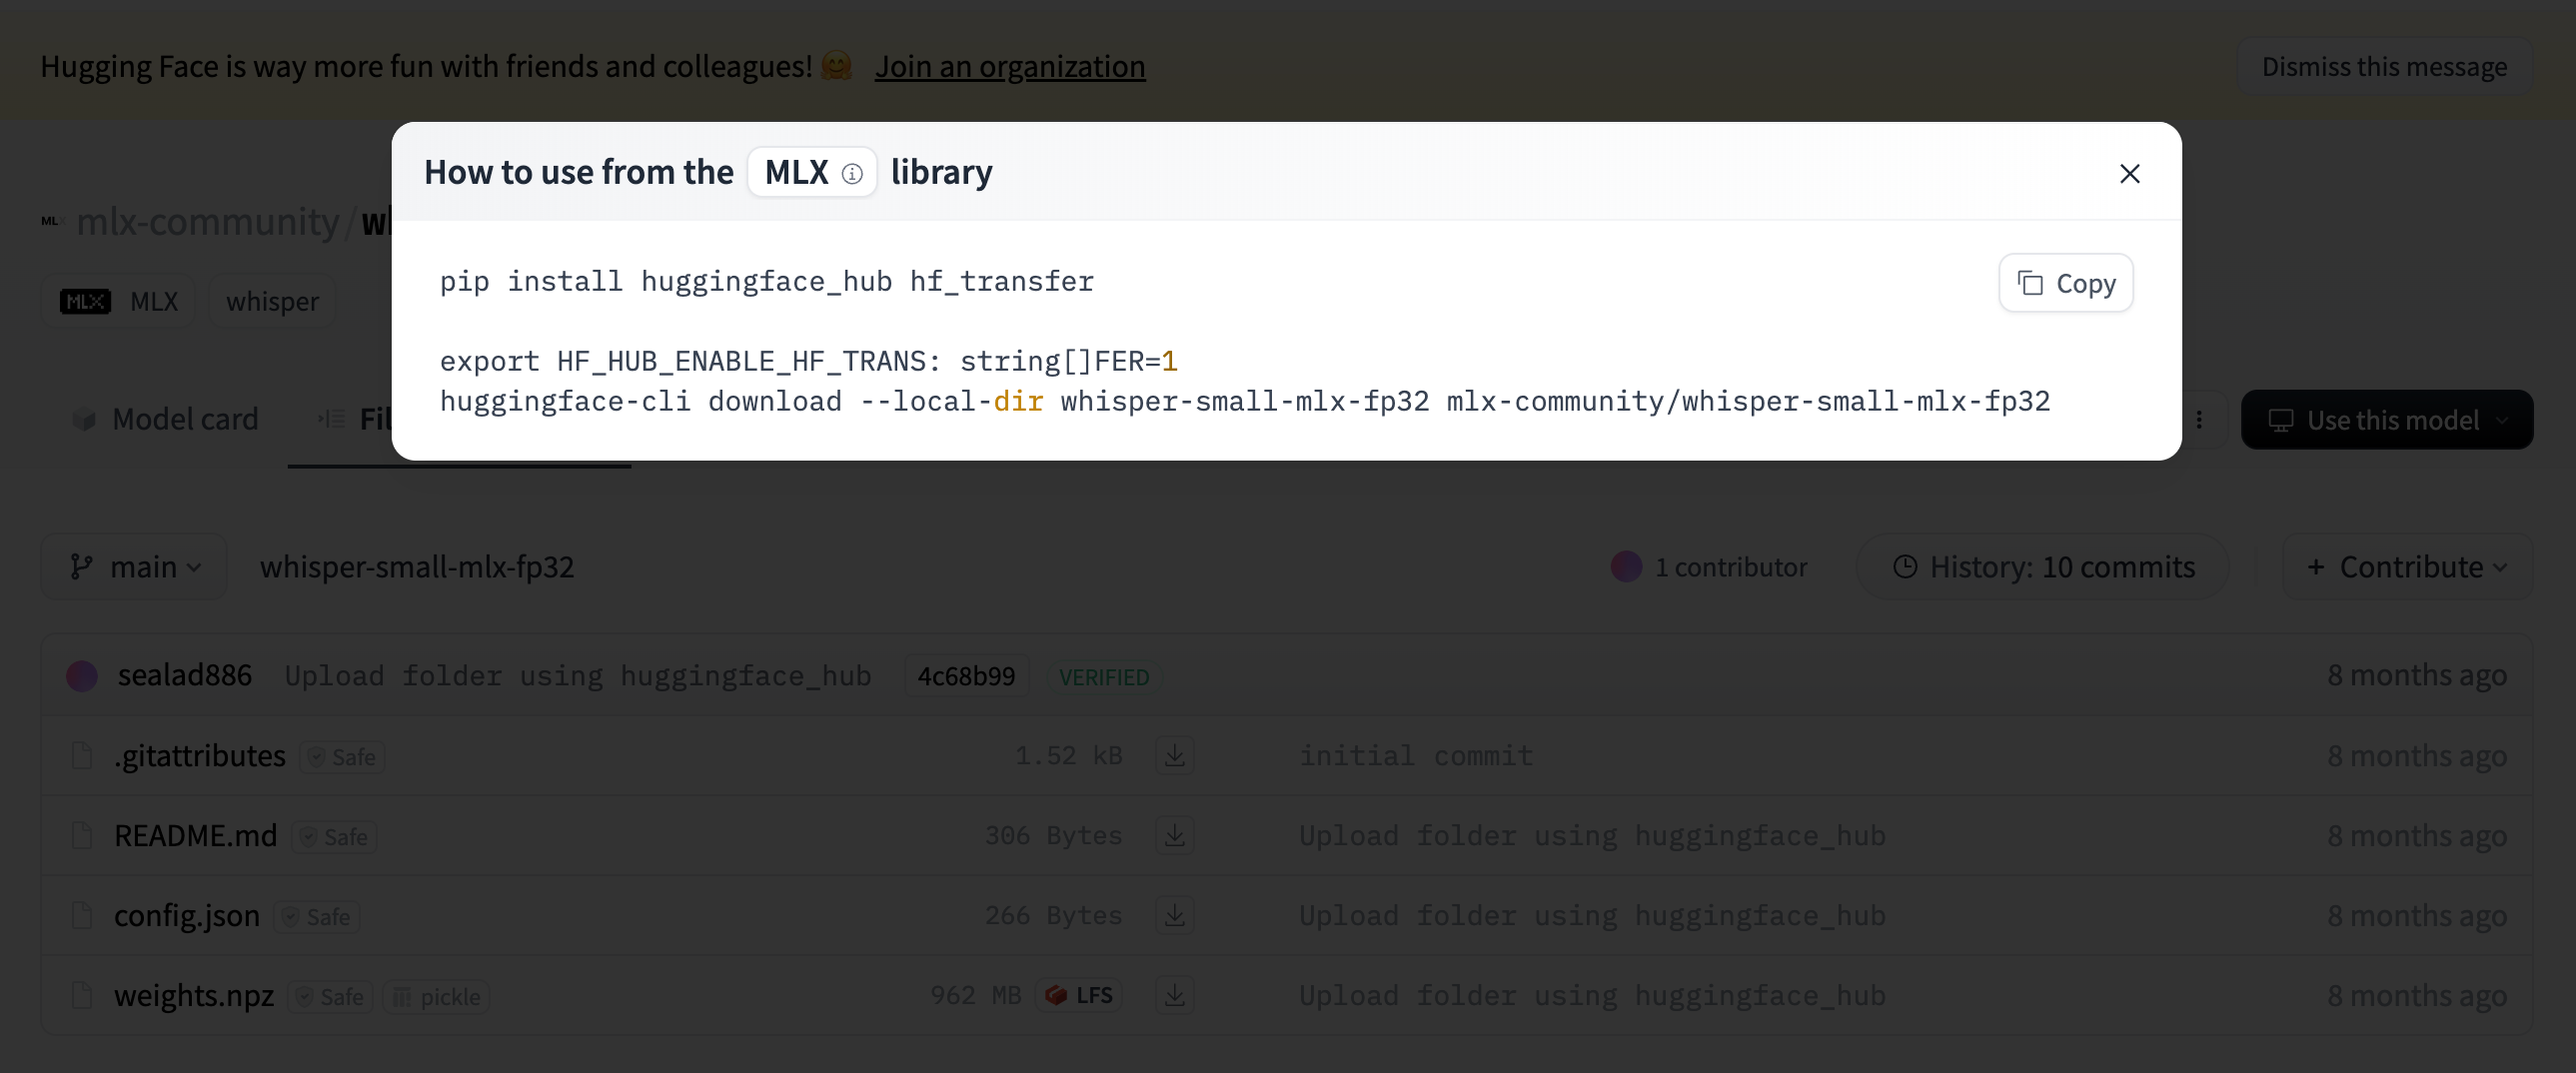 Hugging Face is way more fun with friends and colleagues! 🤗 Join an organization
Dismiss this message
How to use from the MLX library
pip install huggingface_hub hf_transfer
Copy
export HF_HUB_ENABLE_HF_TRANS: string[]FER=1
huggingface-cli download --local-dir whisper-small-mlx-fp32 mlx-community/whisper-small-mlx-fp32
mlx-community/
MLX MLX whisper
Model card
Use this model
main whisper-small-mlx-fp32 1 contributor History: 10 commits + Contribute
sealad886 Upload folder using huggingface_hub 4c68b99 VERIFIED 8 months ago
.gitattributes Safe 1.52 kB initial commit 8 months ago
README.md Safe 306 Bytes Upload folder using huggingface_hub 8 months ago
config.json Safe 266 Bytes Upload folder using huggingface_hub 8 months ago
weights.npz Safe pickle 962 MB LFS Upload folder using huggingface_hub 8 months ago